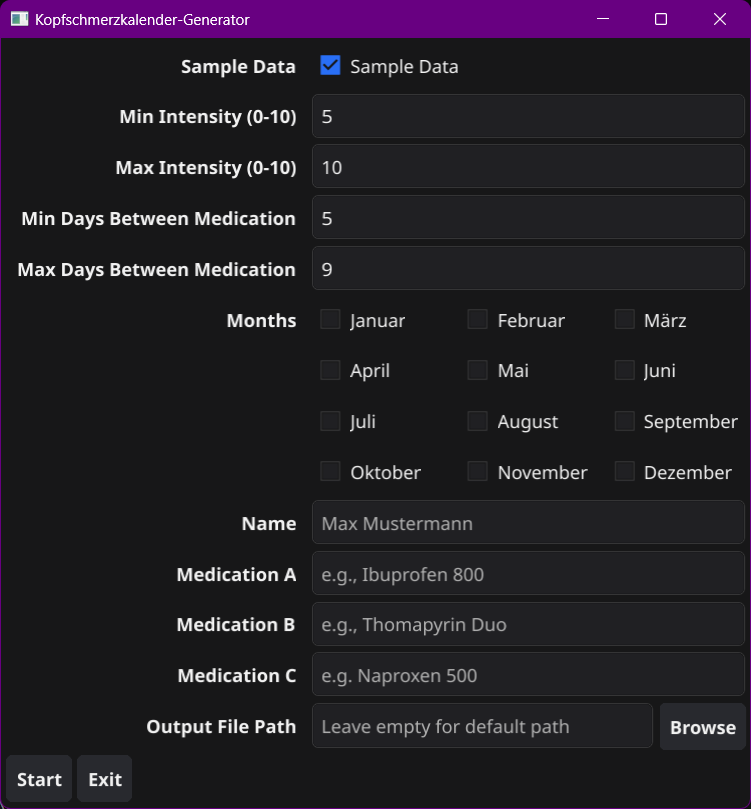 Kopfschmerzkalender-Generator
Sample Data Sample Data
Min Intensity (0-10) 5
Max Intensity (0-10) 10
Min Days Between Medication 5
Max Days Between Medication 9
Months Januar Februar März
April Mai Juni
Juli August September
Oktober November Dezember
Name Max Mustermann
Medication A e.g., Ibuprofen 800
Medication B e.g., Thomapyrin Duo
Medication C e.g. Naproxen 500
Output File Path Leave empty for default path Browse
Start Exit